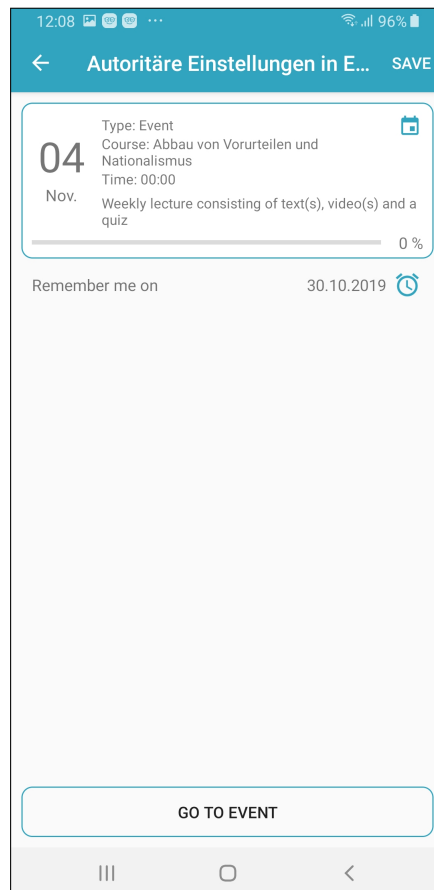 12:08 96%
Autoritäre Einstellungen in E... SAVE
04
Nov.
Type: Event
Course: Abbau von Vorurteilen und
Nationalismus
Time: 00:00
Weekly lecture consisting of text(s), video(s) and a
quiz
0 %
Remember me on 30.10.2019
GO TO EVENT